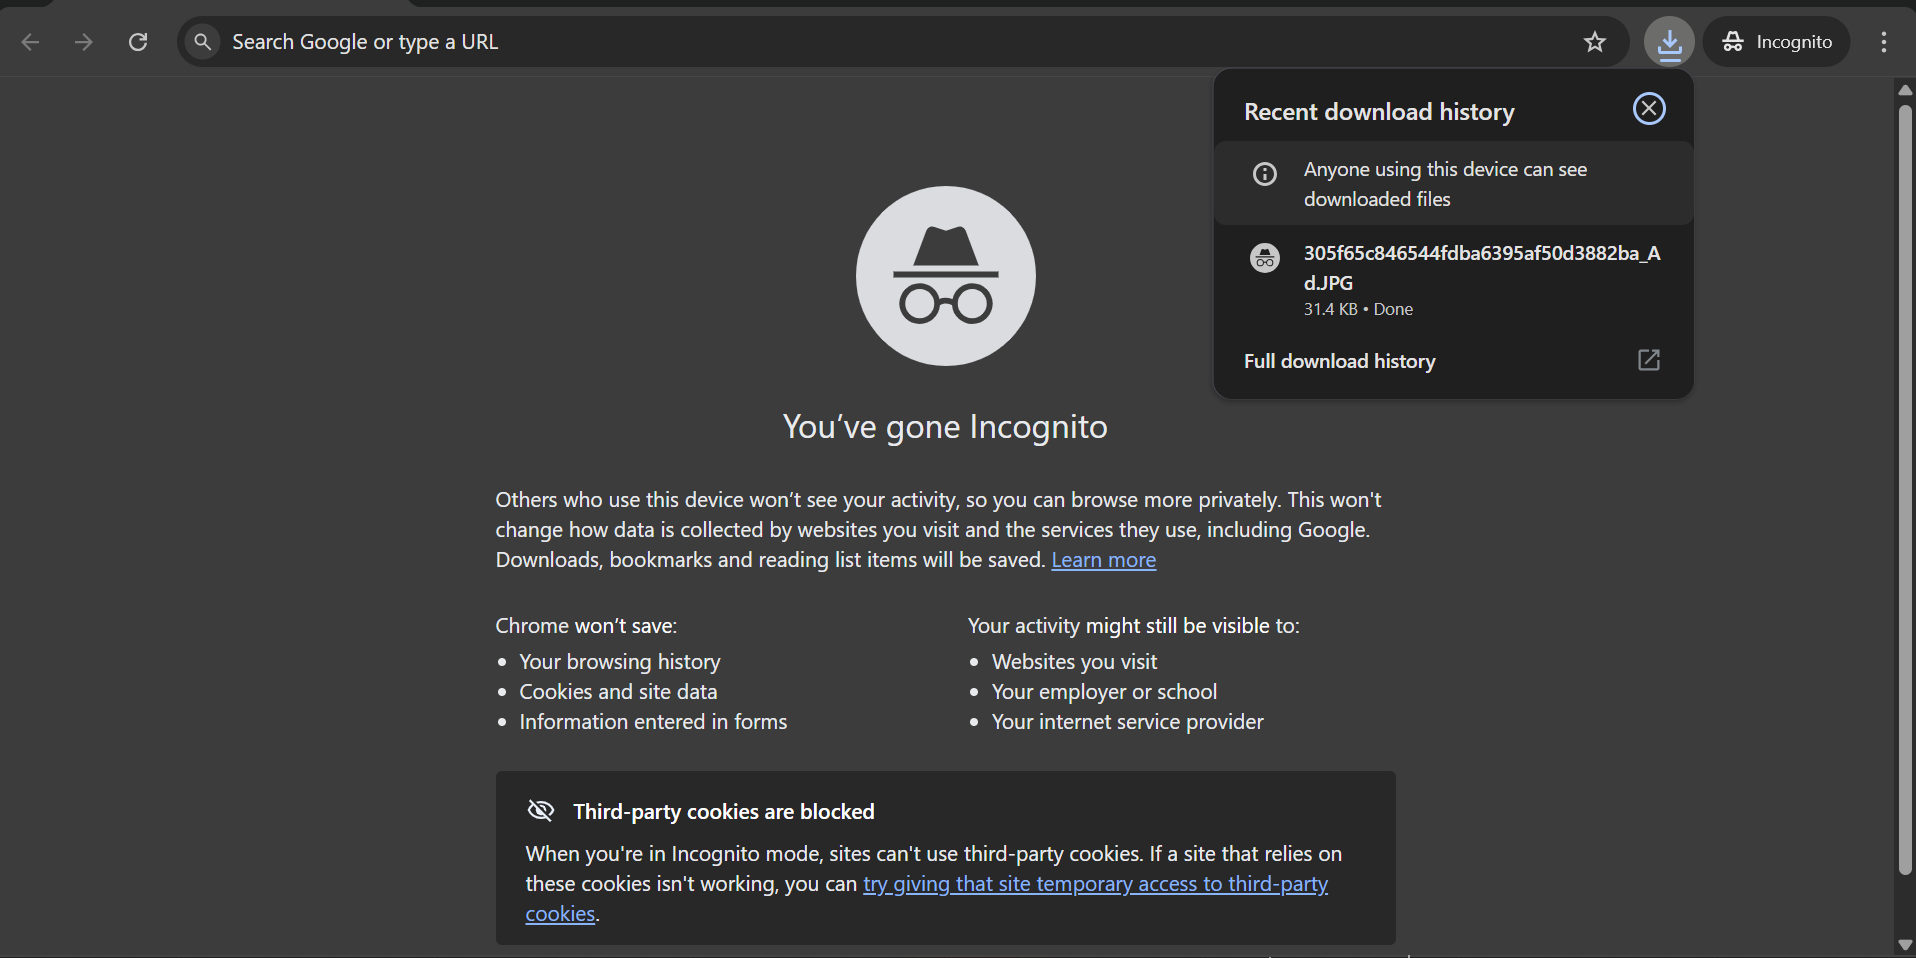 Search Google or type a URL
Incognito
Recent download history
Anyone using this device can see
downloaded files
305f65c846544fdba6395af50d3882ba_A
d.JPG
31.4 KB • Done
Full download history
You’ve gone Incognito
Others who use this device won’t see your activity, so you can browse more privately. This won't
change how data is collected by websites you visit and the services they use, including Google.
Downloads, bookmarks and reading list items will be saved. Learn more
Chrome won’t save:
Your browsing history
Cookies and site data
Information entered in forms
Your activity might still be visible to:
Websites you visit
Your employer or school
Your internet service provider
Third-party cookies are blocked
When you're in Incognito mode, sites can't use third-party cookies. If a site that relies on
these cookies isn't working, you can try giving that site temporary access to third-party
cookies.